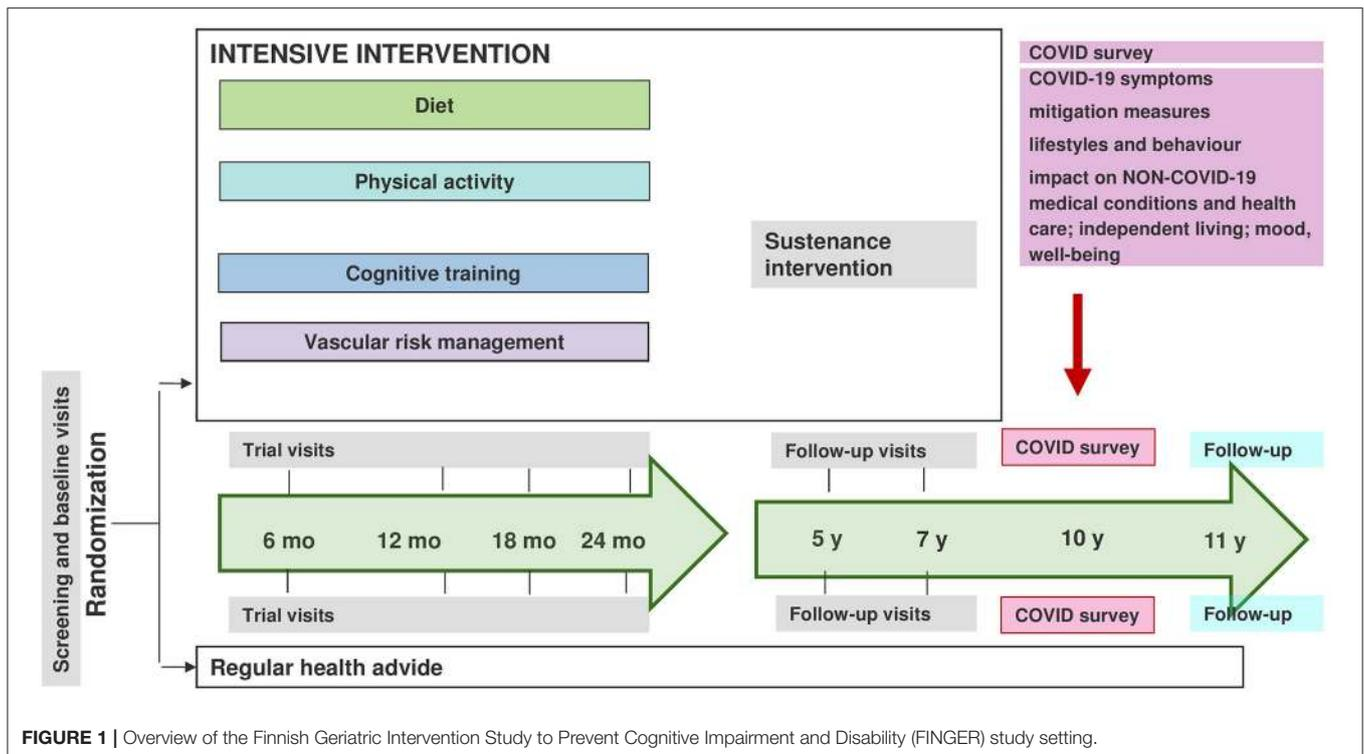 INTENSIVE INTERVENTION
Diet
Physical activity
Cognitive training
Vascular risk management
Sustenance
intervention
COVID survey
COVID-19 symptoms
mitigation measures
lifestyles and behaviour
impact on NON-COVID-19
medical conditions and health
care; independent living; mood,
well-being
Screening and baseline visits
Randomization
Trial visits
Follow-up visits
COVID survey
Follow-up
6 mo
12 mo
18 mo
24 mo
5 y
7 y
10 y
11 y
Trial visits
Follow-up visits
COVID survey
Follow-up
Regular health advide
FIGURE 1 | Overview of the Finnish Geriatric Intervention Study to Prevent Cognitive Impairment and Disability (FINGER) study setting.